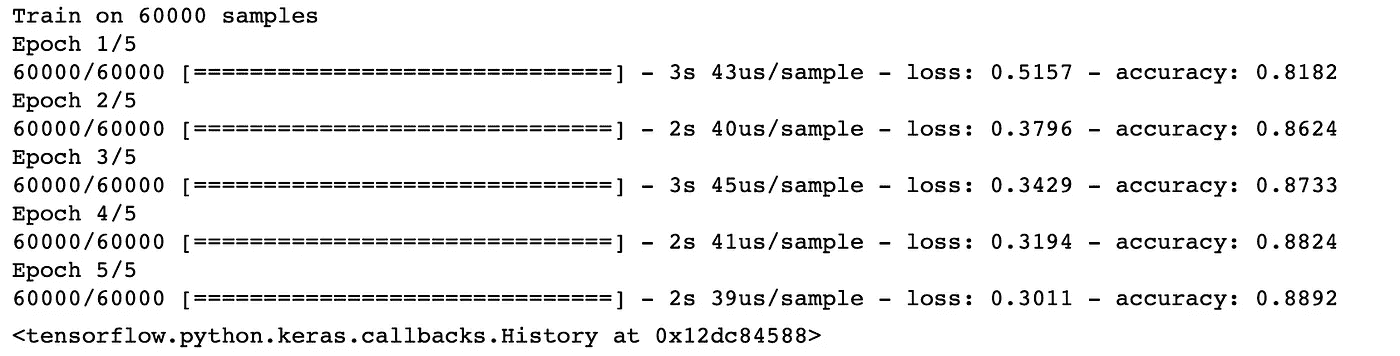 Train on 60000 samples
Epoch 1/5
60000/60000 [==============================] - 3s 43us/sample - loss: 0.5157 - accuracy: 0.8182
Epoch 2/5
60000/60000 [==============================] - 2s 40us/sample - loss: 0.3796 - accuracy: 0.8624
Epoch 3/5
60000/60000 [==============================] - 3s 45us/sample - loss: 0.3429 - accuracy: 0.8733
Epoch 4/5
60000/60000 [==============================] - 2s 41us/sample - loss: 0.3194 - accuracy: 0.8824
Epoch 5/5
60000/60000 [==============================] - 2s 39us/sample - loss: 0.3011 - accuracy: 0.8892
<tensorflow.python.keras.callbacks.History at 0x12dc84588>